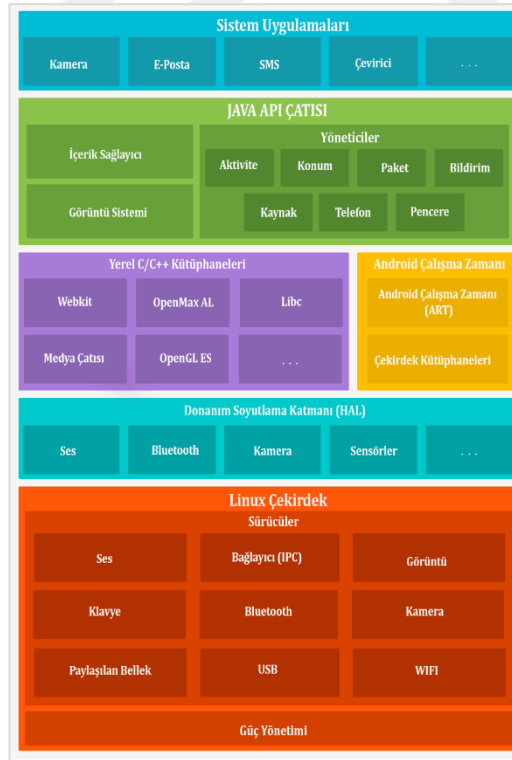 Sistem Uygulamaları
Kamera
E-Posta
SMS
Çevirici
. . .
JAVA API ÇATISI
İçerik Sağlayıcı
Görüntü Sistemi
Yöneticiler
Aktivite
Konum
Paket
Bildirim
Kaynak
Telefon
Pencere
Yerel C/C++ Kütüphaneleri
Webkit
OpenMax AL
Libc
Medya Çatısı
OpenGL ES
. . .
Android Çalışma Zamanı
Android Çalışma Zamanı
(ART)
Çekirdek Kütüphaneleri
Donanım Soyutlama Katmanı (HAL)
Ses
Bluetooth
Kamera
Sensörler
. . .
Linux Çekirdek
Sürücüler
Ses
Bağlayıcı (IPC)
Görüntü
Klavye
Bluetooth
Kamera
Paylaşılan Bellek
USB
WIFI
Güç Yönetimi